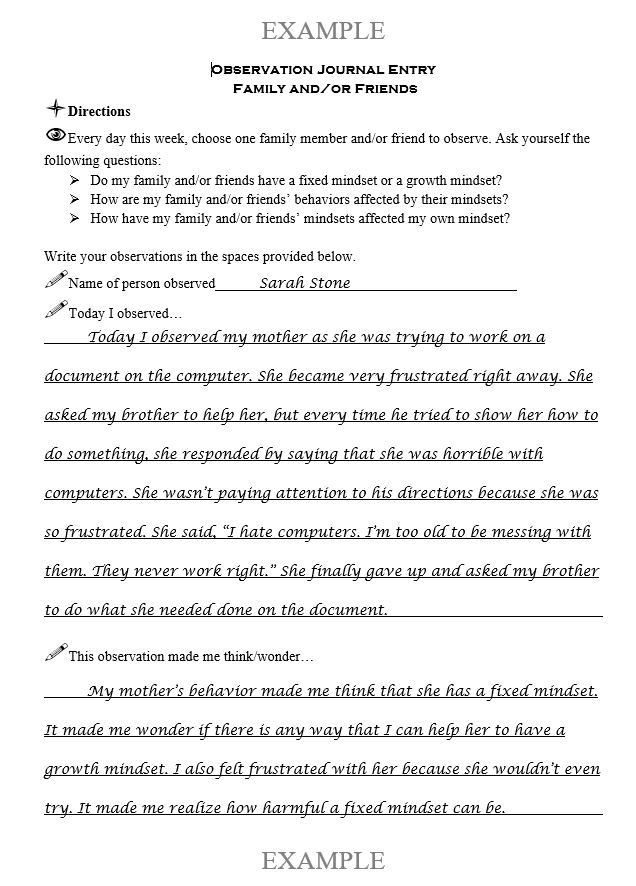 EXAMPLE
Observation Journal Entry
Family and/or Friends
Directions
Every day this week, choose one family member and/or friend to observe. Ask yourself the
following questions:
Do my family and/or friends have a fixed mindset or a growth mindset?
How are my family and/or friends' behaviors affected by their mindsets?
How have my family and/or friends' mindsets affected my own mindset?
Write your observations in the spaces provided below.
Name of person observed Sarah Stone
Today I observed…
Today I observed my mother as she was trying to work on a
document on the computer. She became very frustrated right away. She
asked my brother to help her, but every time he tried to show her how to
do something, she responded by saying that she was horrible with
computers. She wasn't paying attention to his directions because she was
so frustrated. She said, “I hate computers. I'm too old to be messing with
them. They never work right.” She finally gave up and asked my brother
to do what she needed done on the document.
This observation made me think/wonder…
My mother's behavior made me think that she has a fixed mindset.
It made me wonder if there is any way that I can help her to have a
growth mindset. I also felt frustrated with her because she wouldn't even
try. It made me realize how harmful a fixed mindset can be.
EXAMPLE